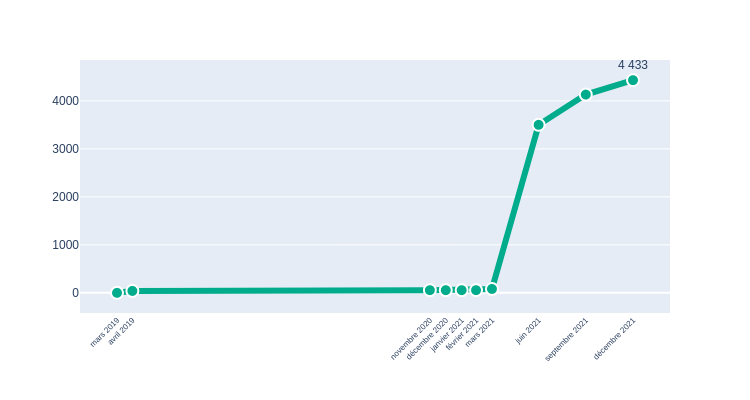 4 433
4000
3000
2000
1000
0
mars 2019
avril 2019
novembre 2020
décembre 2020
janvier 2021
février 2021
mars 2021
juin 2021
septembre 2021
décembre 2021